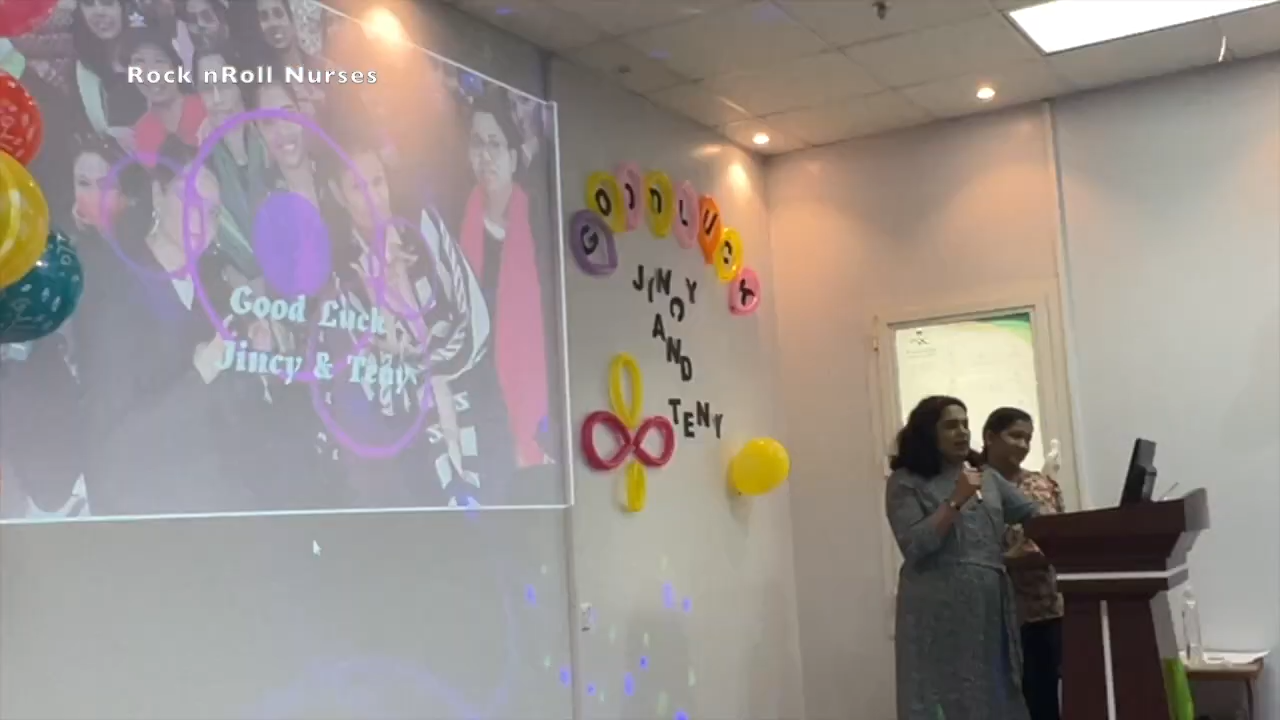 Rock nRoll Nurses
Good Luck
Jincy & Teny
GOOD LUCK
JINCY
AND
TENY